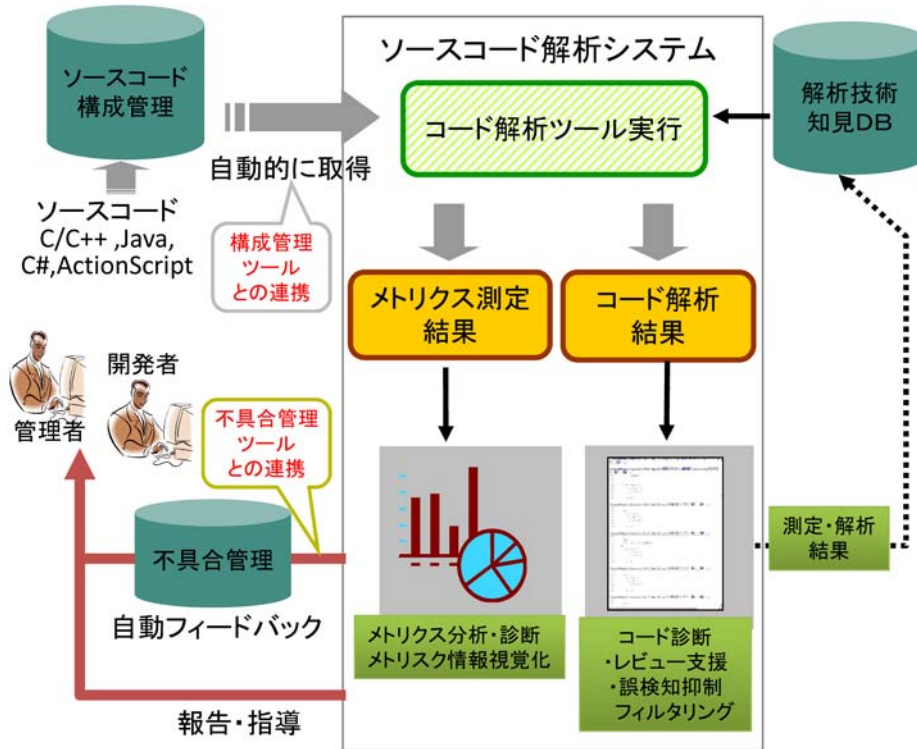 ソースコード解析システム
ソースコード
構成管理
コード解析ツール実行
解析技術
知見DB
自動的に取得
ソースコード
C/C++ ,Java,
C#,ActionScript
構成管理
ツール
との連携
メトリクス測定
結果
コード解析
結果
開発者
管理者
不具合管理
ツール
との連携
不具合管理
自動フィードバック
測定・解析
結果
メトリクス分析・診断
メトリスク情報視覚化
コード診断
・レビュー支援
・誤検知抑制
フィルタリング
報告・指導